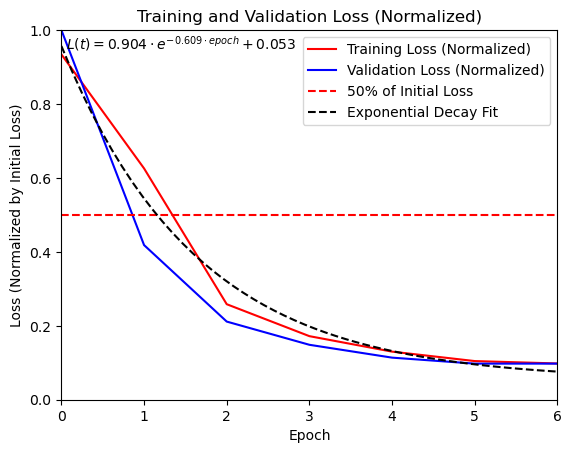 Training and Validation Loss (Normalized)
L(t) = 0.904 · e^{-0.609 · epoch} + 0.053
Training Loss (Normalized)
Validation Loss (Normalized)
50% of Initial Loss
Exponential Decay Fit
Loss (Normalized by Initial Loss)
1.0
0.8
0.6
0.4
0.2
0.0
0 1 2 3 4 5 6
Epoch